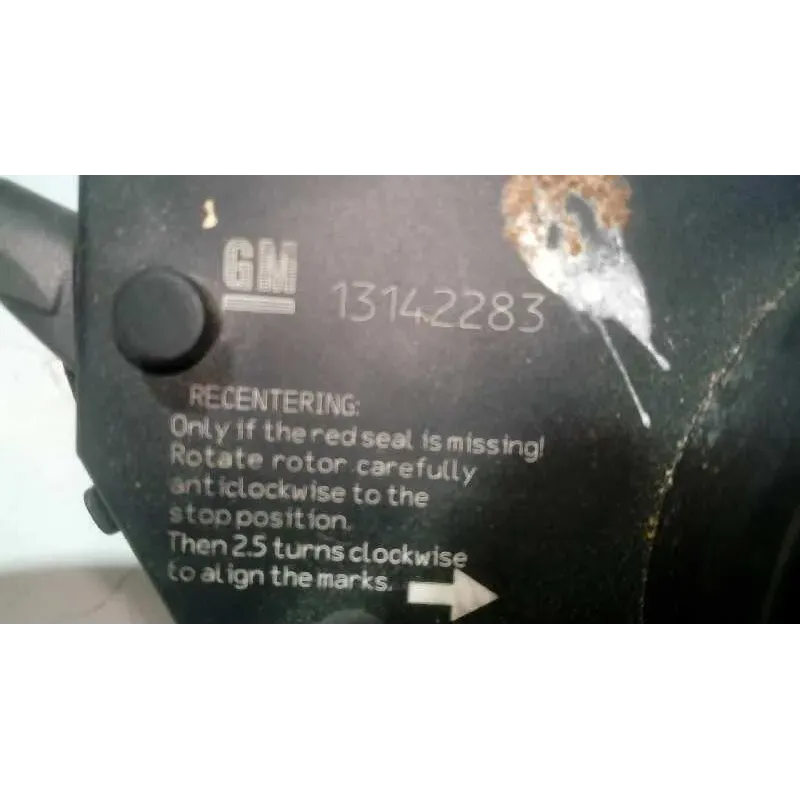 GM
13142283
RECENTERING:
Only if the red seal is missing!
Rotate rotor carefully
anticlockwise to the
stop position.
Then 2.5 turns clockwise
to align the marks.